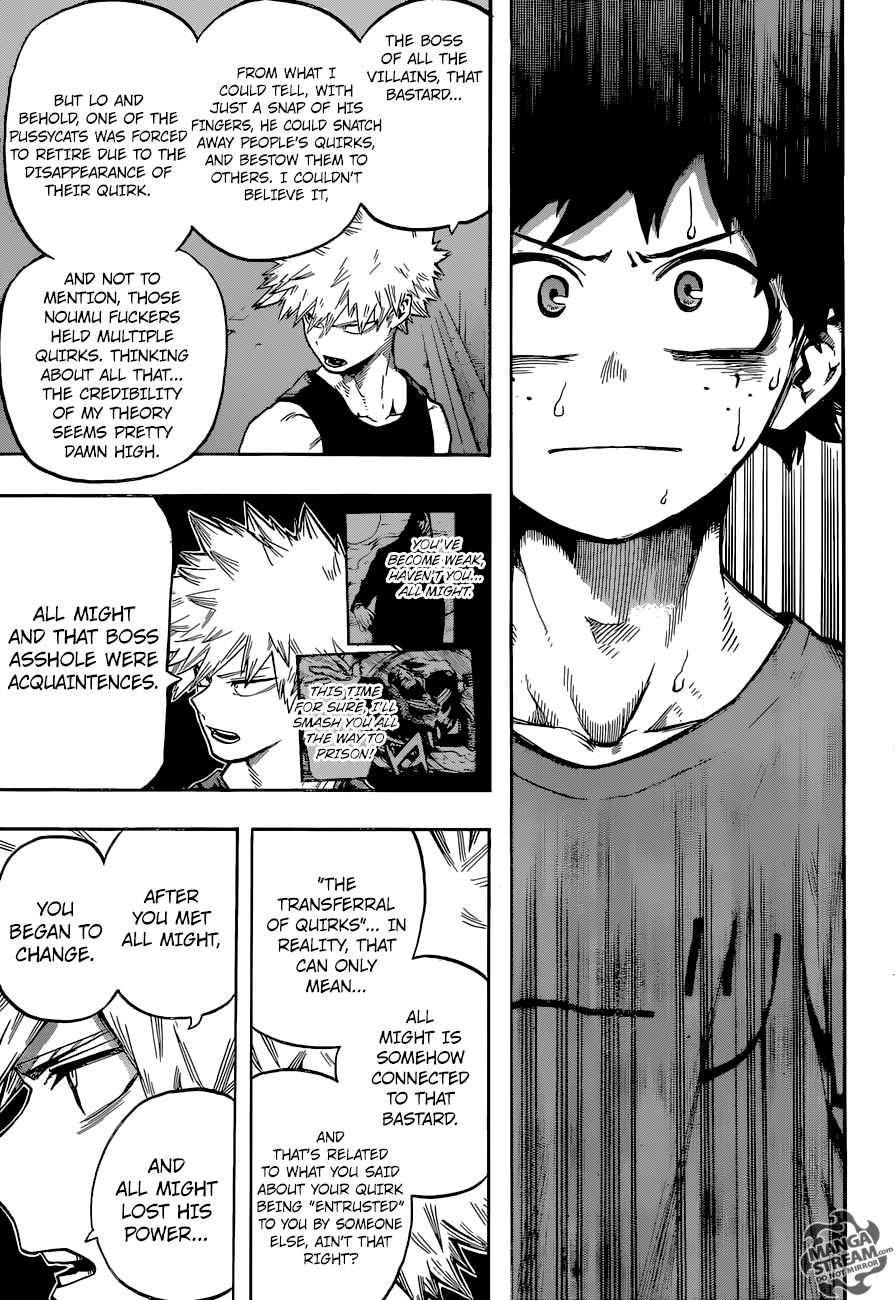 THE BOSS
OF ALL THE
VILLAINS, THAT
BASTARD...
FROM WHAT I
COULD TELL, WITH
JUST A SNAP OF HIS
FINGERS, HE COULD SNATCH
AWAY PEOPLE'S QUIRKS,
AND BESTOW THEM TO
OTHERS. I COULDN'T
BELIEVE IT,
BUT LO AND
BEHOLD, ONE OF THE
PUSSYCATS WAS FORCED
TO RETIRE DUE TO THE
DISAPPEARANCE OF
THEIR QUIRK.
AND NOT TO
MENTION, THOSE
NOUMU FUCKERS
HELD MULTIPLE
QUIRKS. THINKING
ABOUT ALL THAT...
THE CREDIBILITY
OF MY THEORY
SEEMS PRETTY
DAMN HIGH.
YOU'VE
BECOME WEAK,
HAVEN'T YOU...
ALL MIGHT.
THIS TIME
FOR SURE, I'LL
SMASH YOU ALL
THE WAY TO
PRISON!
ALL MIGHT
AND THAT BOSS
ASSHOLE WERE
ACQUAINTENCES.
"THE
TRANSFERRAL
OF QUIRKS"... IN
REALITY, THAT
CAN ONLY
MEAN...
ALL
MIGHT IS
SOMEHOW
CONNECTED
TO THAT
BASTARD.
AND
THAT'S RELATED
TO WHAT YOU SAID
ABOUT YOUR QUIRK
BEING "ENTRUSTED"
TO YOU BY SOMEONE
ELSE, AIN'T THAT
RIGHT?
AFTER
YOU MET
ALL MIGHT,
YOU
BEGAN TO
CHANGE.
AND
ALL MIGHT
LOST HIS
POWER...
MANGA
STREAM.com
DO NOT MIRROR!